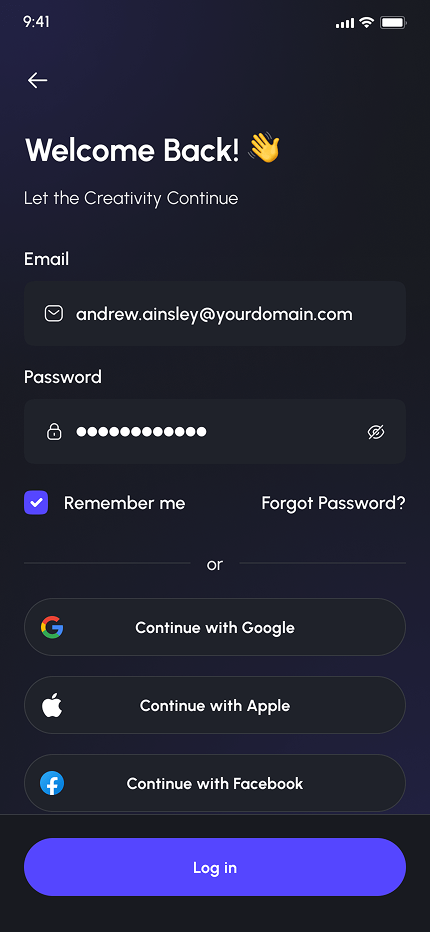 9:41
Welcome Back! 👋
Let the Creativity Continue
Email
andrew.ainsley@yourdomain.com
Password
●●●●●●●●●●●●
Remember me
Forgot Password?
or
Continue with Google
Continue with Apple
Continue with Facebook
Log in